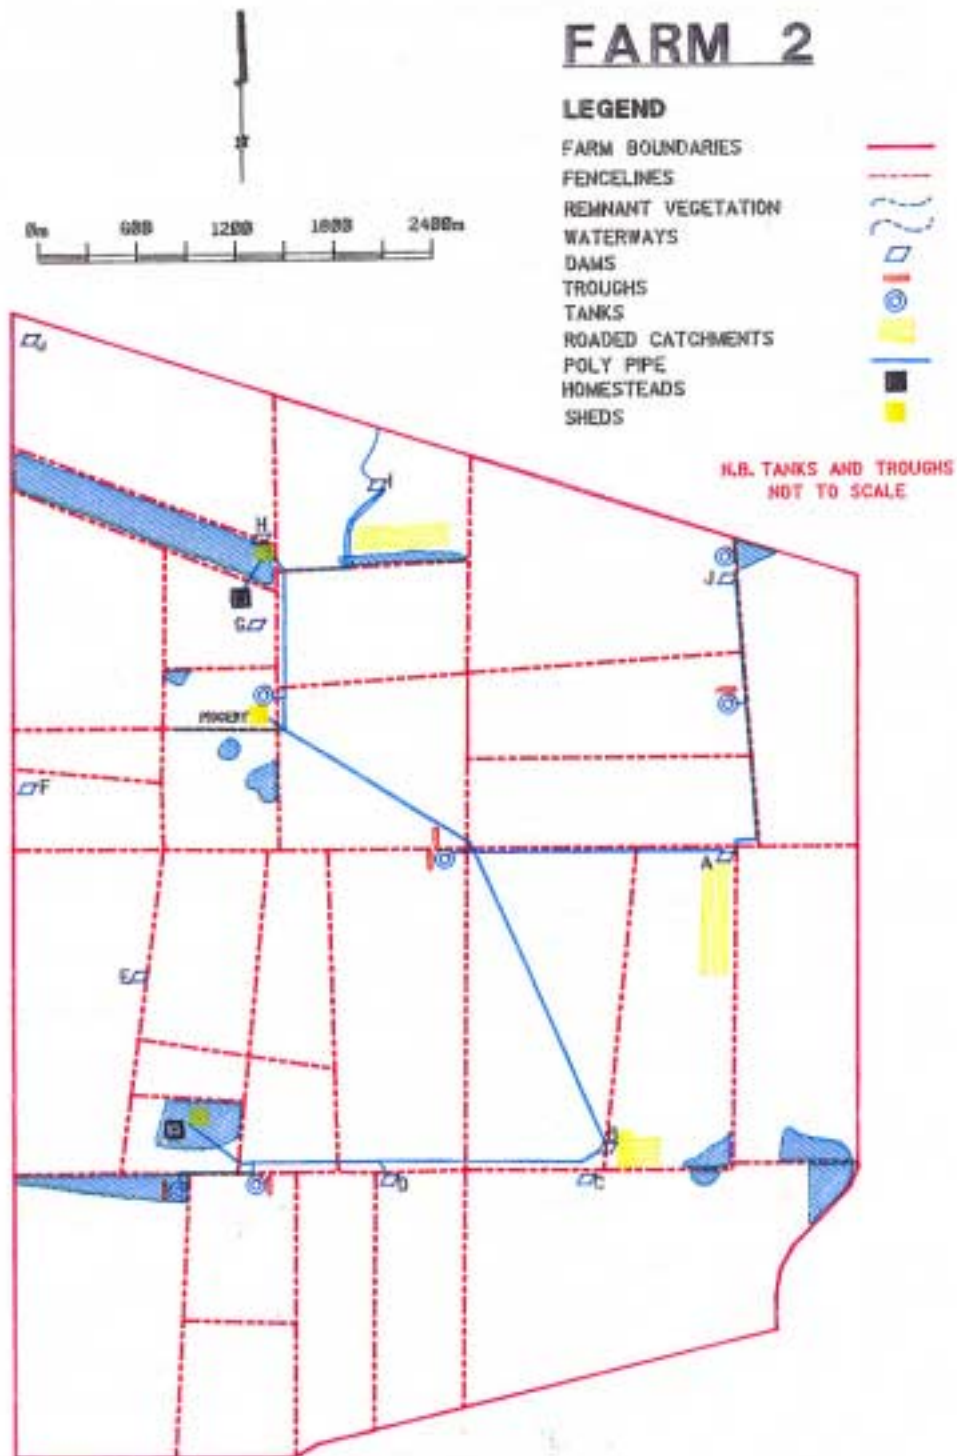 FARM 2
LEGEND
FARM BOUNDARIES
FENCELINES
REMNANT VEGETATION
WATERWAYS
DAMS
TROUGHS
TANKS
ROADED CATCHMENTS
POLY PIPE
HOMESTEADS
SHEDS
0m 600 1200 1800 2400m
N.B. TANKS AND TROUGHS
NOT TO SCALE
I
H
J
G
F
A
E
D
C